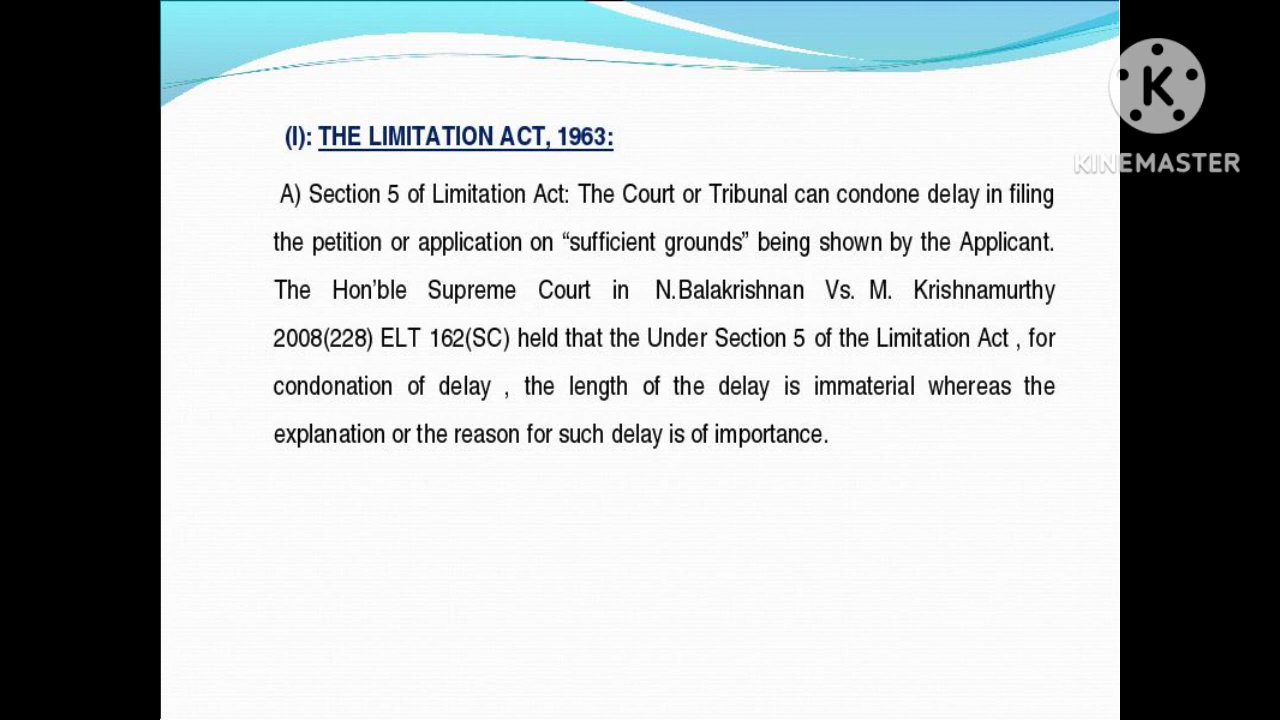 K
KINEMASTER
(I): THE LIMITATION ACT, 1963:
A) Section 5 of Limitation Act: The Court or Tribunal can condone delay in filing
the petition or application on “sufficient grounds” being shown by the Applicant.
The Hon’ble Supreme Court in N.Balakrishnan Vs. M. Krishnamurthy
2008(228) ELT 162(SC) held that the Under Section 5 of the Limitation Act , for
condonation of delay , the length of the delay is immaterial whereas the
explanation or the reason for such delay is of importance.